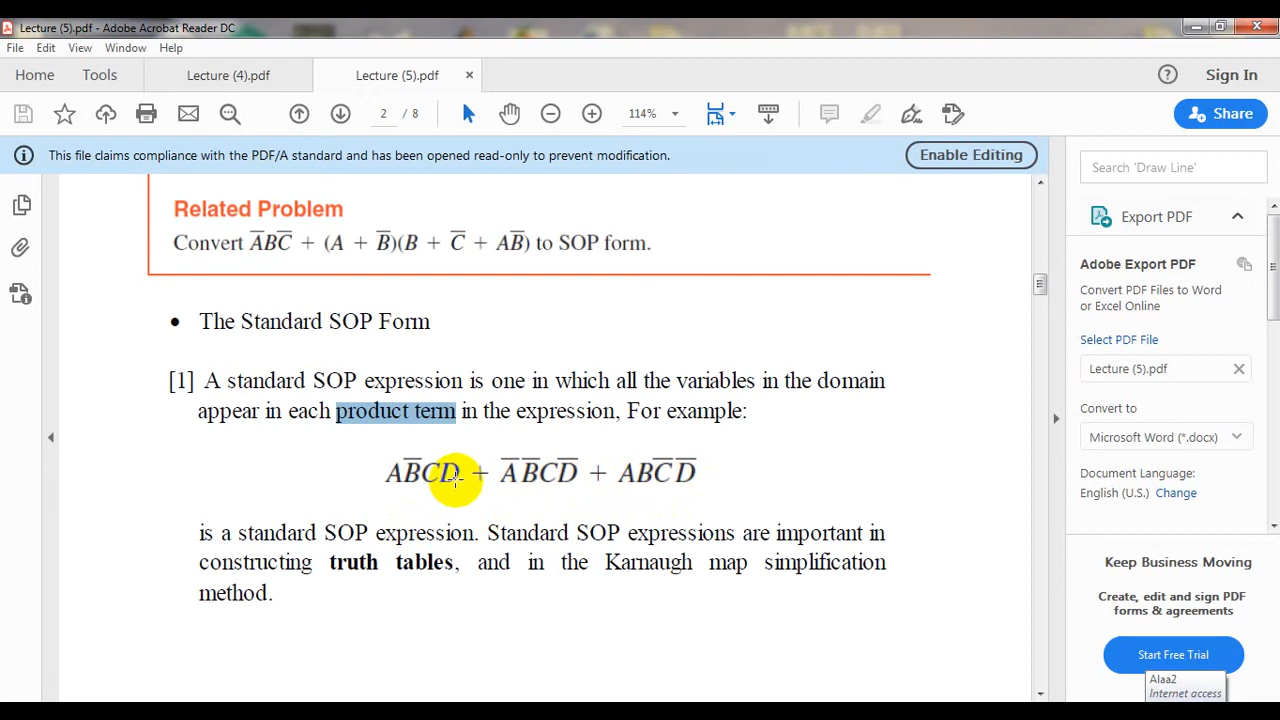 Lecture (5).pdf - Adobe Acrobat Reader DC
File Edit View Window Help
Home Tools Lecture (4).pdf Lecture (5).pdf × Sign In
2 / 8 114% Share
This file claims compliance with the PDF/A standard and has been opened read-only to prevent modification. Enable Editing
Related Problem
Convert A̅BC̅ + (A + B̅)(B + C̅ + AB̅) to SOP form.
• The Standard SOP Form
[1] A standard SOP expression is one in which all the variables in the domain
appear in each product term in the expression, For example:
AB̅CD + A̅B̅CD̅ + ABC̅D̅
is a standard SOP expression. Standard SOP expressions are important in
constructing truth tables, and in the Karnaugh map simplification
method.
Search 'Draw Line'
Export PDF
Adobe Export PDF
Convert PDF Files to Word
or Excel Online
Select PDF File
Lecture (5).pdf ×
Convert to
Microsoft Word (*.docx)
Document Language:
English (U.S.) Change
Keep Business Moving
Create, edit and sign PDF
forms & agreements
Start Free Trial
Alaa2
Internet access